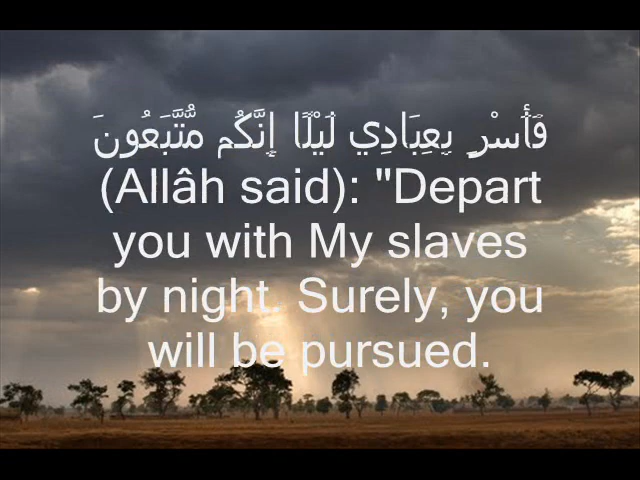 فَأَسْرِ بِعِبَادِي لَيْلًا إِنَّكُم مُّتَّبَعُونَ
(Allâh said): "Depart
you with My slaves
by night. Surely, you
will be pursued.